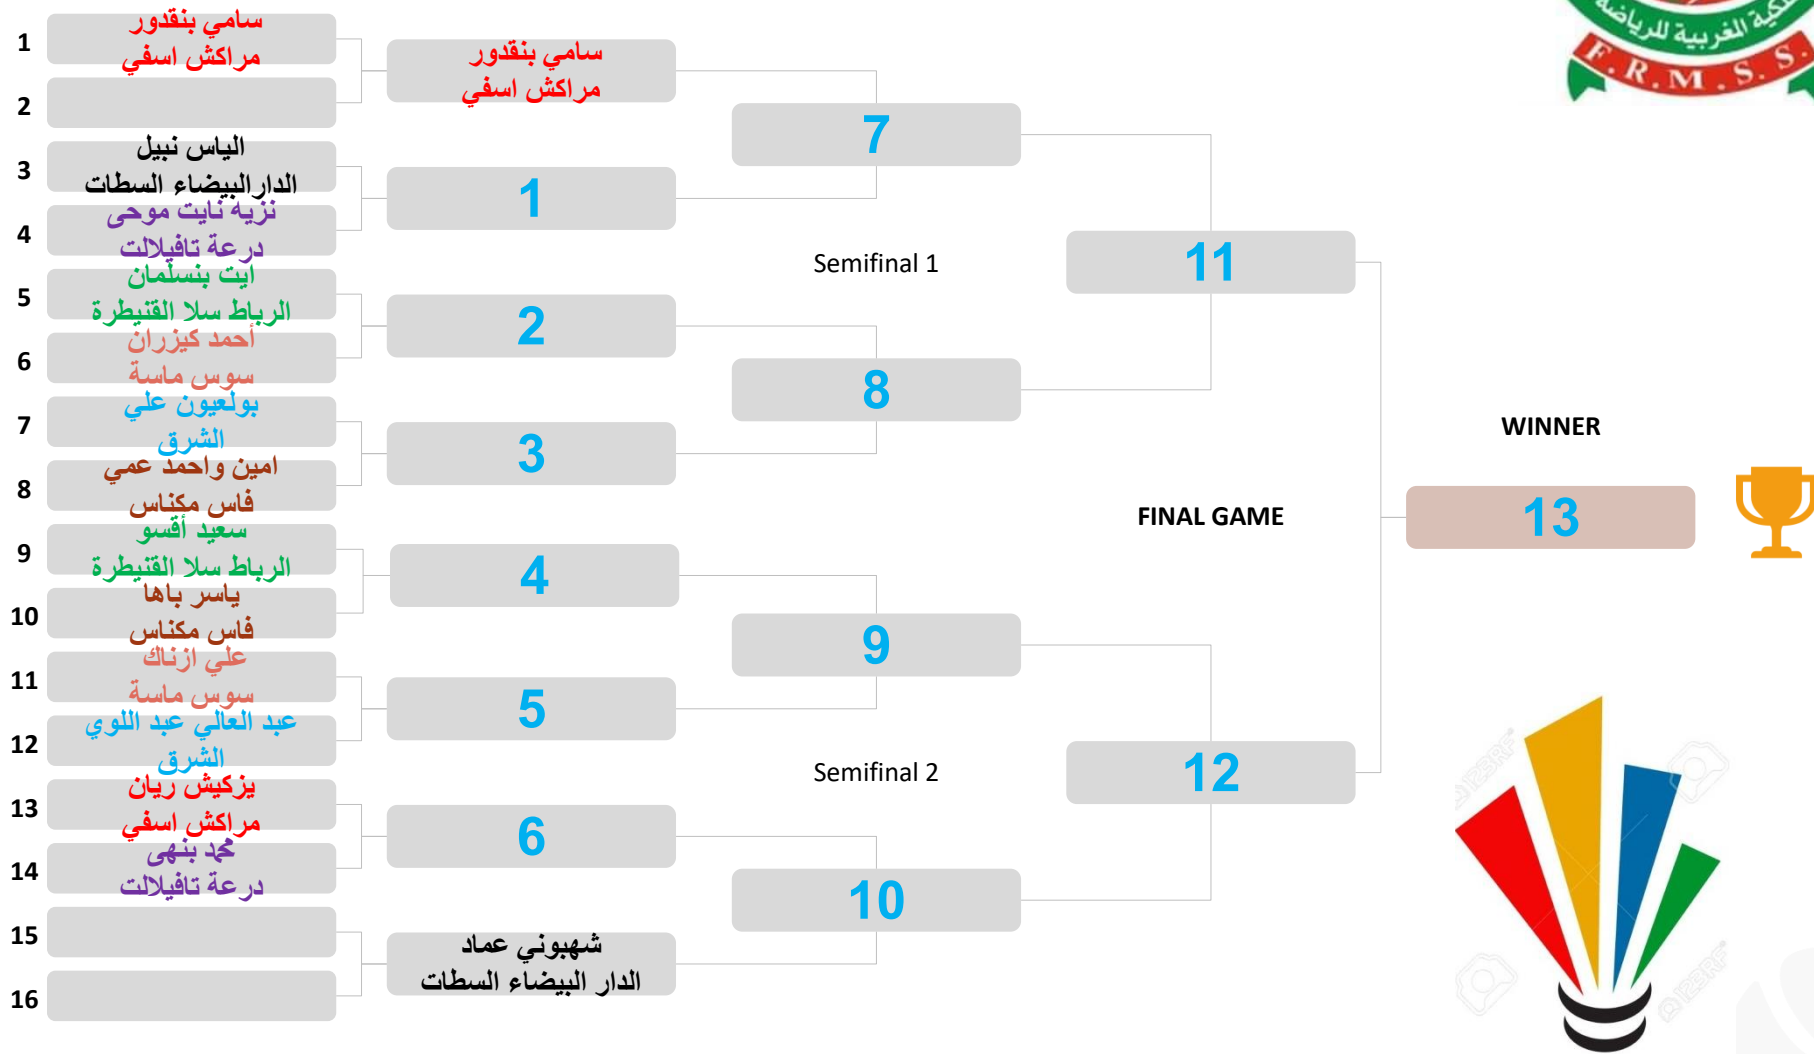 1
سامي بنقدور
مراكش اسفي
2
3
الياس نبيل
الدارالبيضاء السطات
4
نزيه نايت موحى
درعة تافيلالت
5
ايت بنسلمان
الرباط سلا القنيطرة
6
أحمد كيزران
سوس ماسة
7
بولعيون علي
الشرق
8
امين واحمد عمي
فاس مكناس
9
سعيد أقسو
الرباط سلا القنيطرة
10
ياسر باها
فاس مكناس
11
علي ازناك
سوس ماسة
12
عبد العالي عبد اللوي
الشرق
13
يزكيش ريان
مراكش اسفي
14
محمد بنهى
درعة تافيلالت
15
16
سامي بنقدور
مراكش اسفي
1
2
3
4
5
6
شهبوني عماد
الدار البيضاء السطات
7
Semifinal 1
8
9
Semifinal 2
10
11
FINAL GAME
12
WINNER
13
المغربية للرياضة
F.R.M.S.S.
123RF
123RF